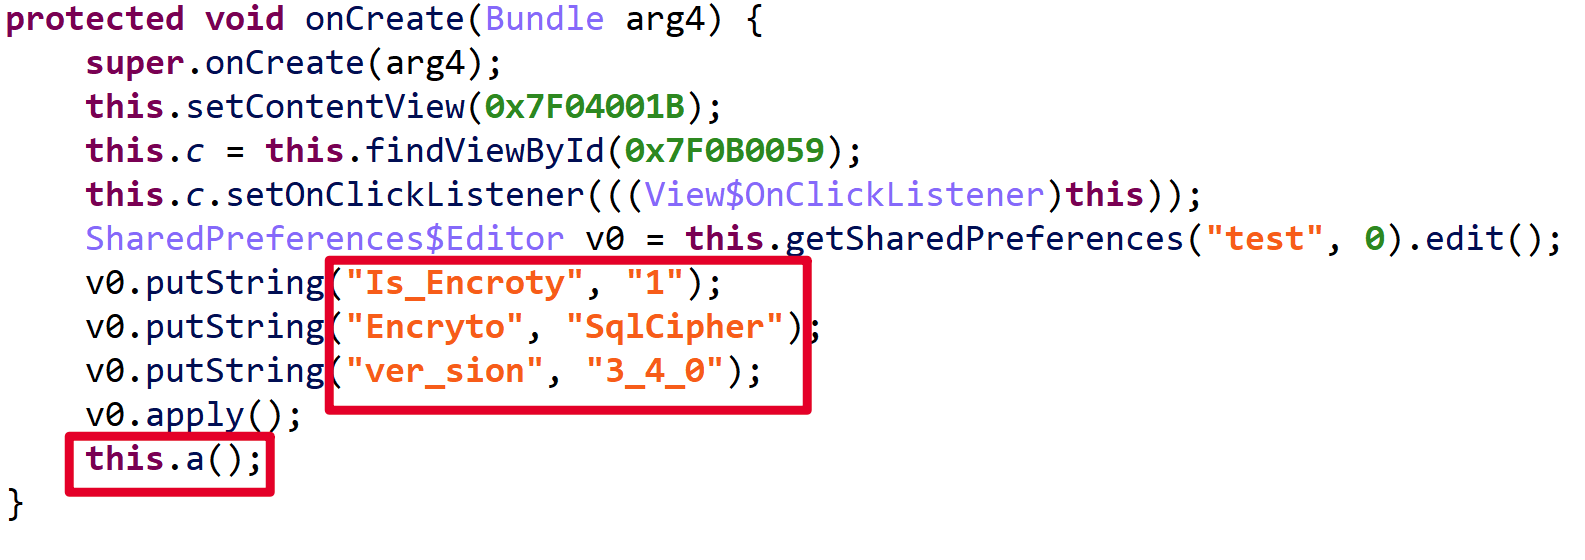 protected void onCreate(Bundle arg4) {
super.onCreate(arg4);
this.setContentView(0x7F04001B);
this.c = this.findViewById(0x7F0B0059);
this.c.setOnClickListener(((View$OnClickListener)this));
SharedPreferences$Editor v0 = this.getSharedPreferences("test", 0).edit();
v0.putString("Is_Encroty", "1");
v0.putString("Encryto", "SqlCipher");
v0.putString("ver_sion", "3_4_0");
v0.apply();
this.a();
}